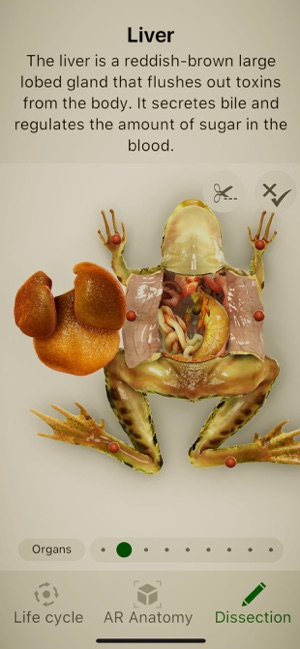 Liver
The liver is a reddish-brown large
lobed gland that flushes out toxins
from the body. It secretes bile and
regulates the amount of sugar in the
blood.
Organs
Life cycle
AR Anatomy
Dissection